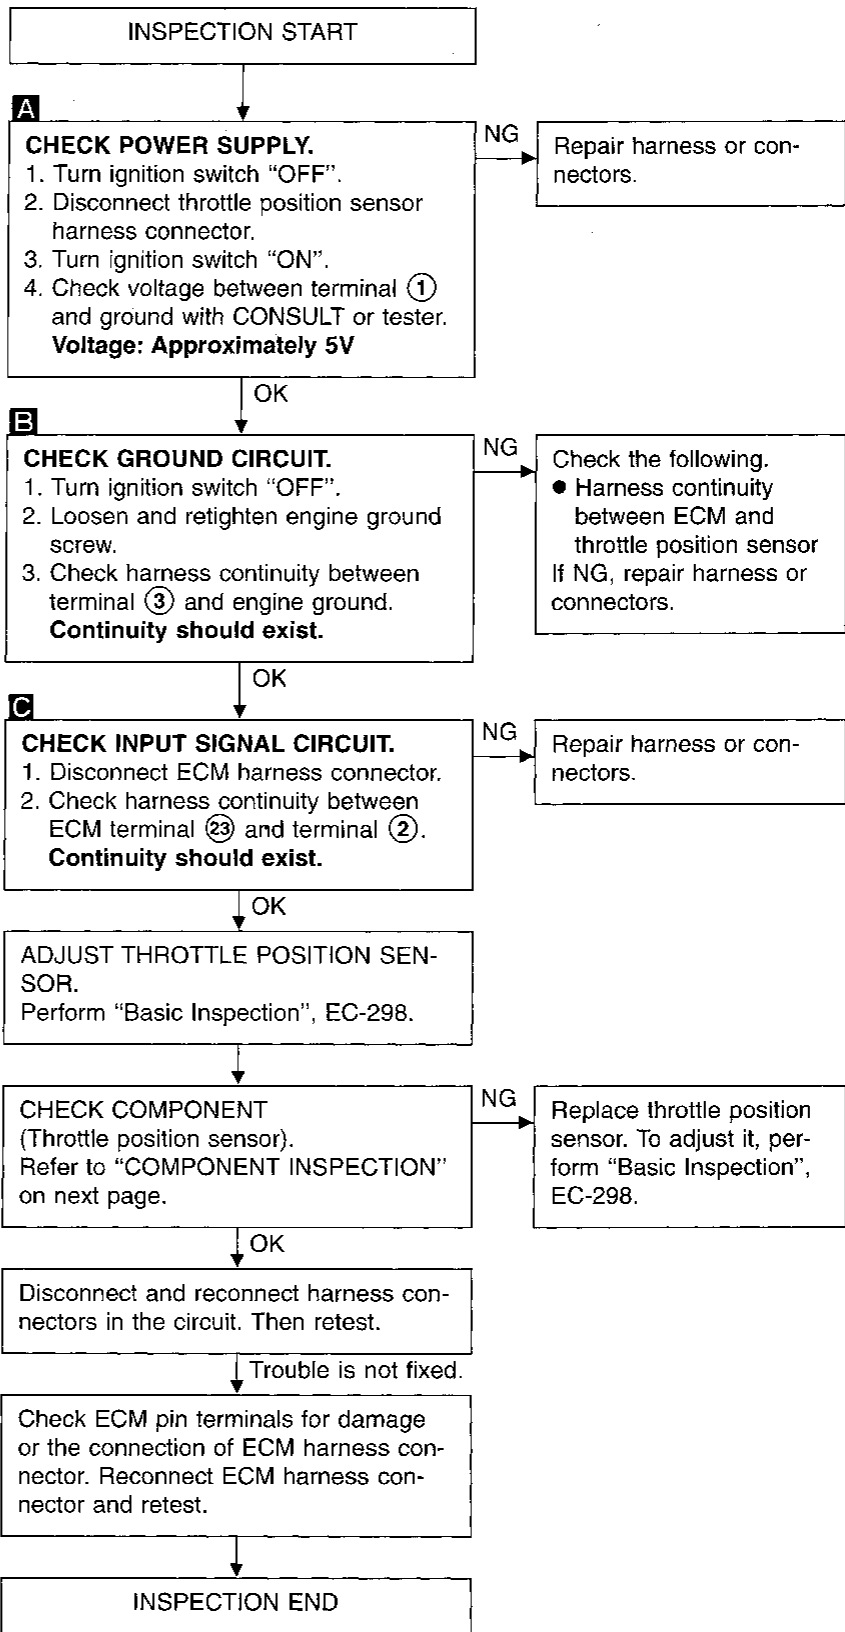 INSPECTION START
A
CHECK POWER SUPPLY.
1. Turn ignition switch “OFF”.
2. Disconnect throttle position sensor
harness connector.
3. Turn ignition switch “ON”.
4. Check voltage between terminal ①
and ground with CONSULT or tester.
Voltage: Approximately 5V
NG
Repair harness or con-
nectors.
OK
B
CHECK GROUND CIRCUIT.
1. Turn ignition switch “OFF”.
2. Loosen and retighten engine ground
screw.
3. Check harness continuity between
terminal ③ and engine ground.
Continuity should exist.
NG
Check the following.
● Harness continuity
between ECM and
throttle position sensor
If NG, repair harness or
connectors.
OK
C
CHECK INPUT SIGNAL CIRCUIT.
1. Disconnect ECM harness connector.
2. Check harness continuity between
ECM terminal ㉓ and terminal ②.
Continuity should exist.
NG
Repair harness or con-
nectors.
OK
ADJUST THROTTLE POSITION SEN-
SOR.
Perform “Basic Inspection”, EC-298.
CHECK COMPONENT
(Throttle position sensor).
Refer to “COMPONENT INSPECTION”
on next page.
NG
Replace throttle position
sensor. To adjust it, per-
form “Basic Inspection”,
EC-298.
OK
Disconnect and reconnect harness con-
nectors in the circuit. Then retest.
Trouble is not fixed.
Check ECM pin terminals for damage
or the connection of ECM harness con-
nector. Reconnect ECM harness con-
nector and retest.
INSPECTION END